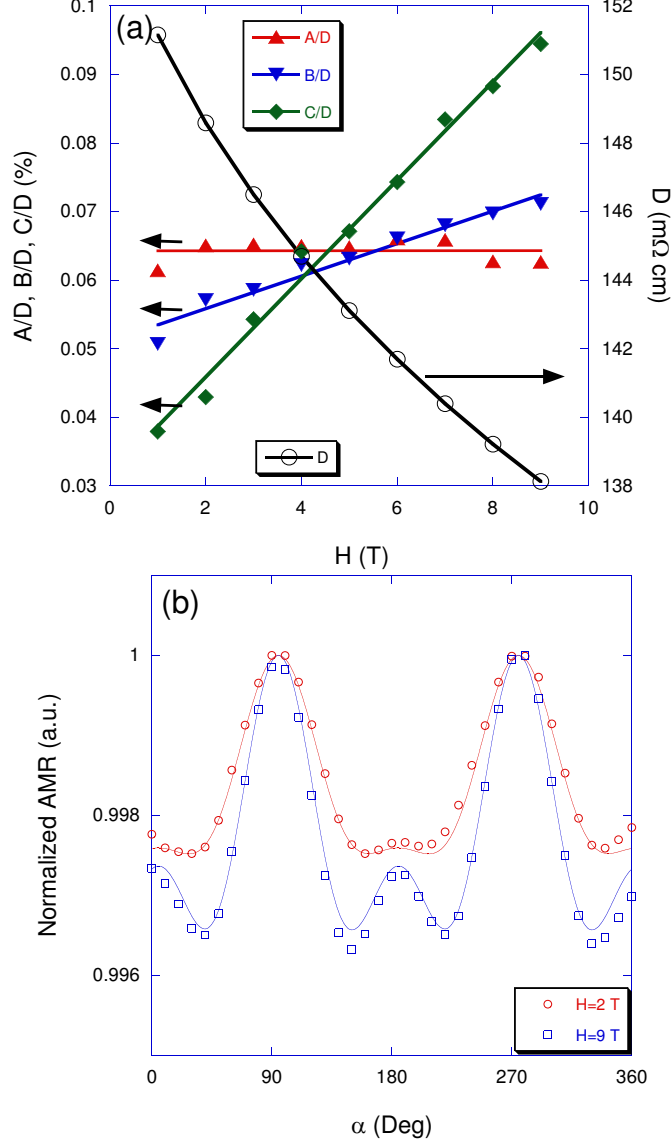 (a)
0.1
0.09
0.08
0.07
0.06
0.05
0.04
0.03
A/D, B/D, C/D (%)
A/D
B/D
C/D
D
152
150
148
146
144
142
140
138
D (mΩ cm)
0 2 4 6 8 10
H (T)
(b)
1
0.998
0.996
Normalized AMR (a.u.)
H=2 T
H=9 T
0 90 180 270 360
α (Deg)